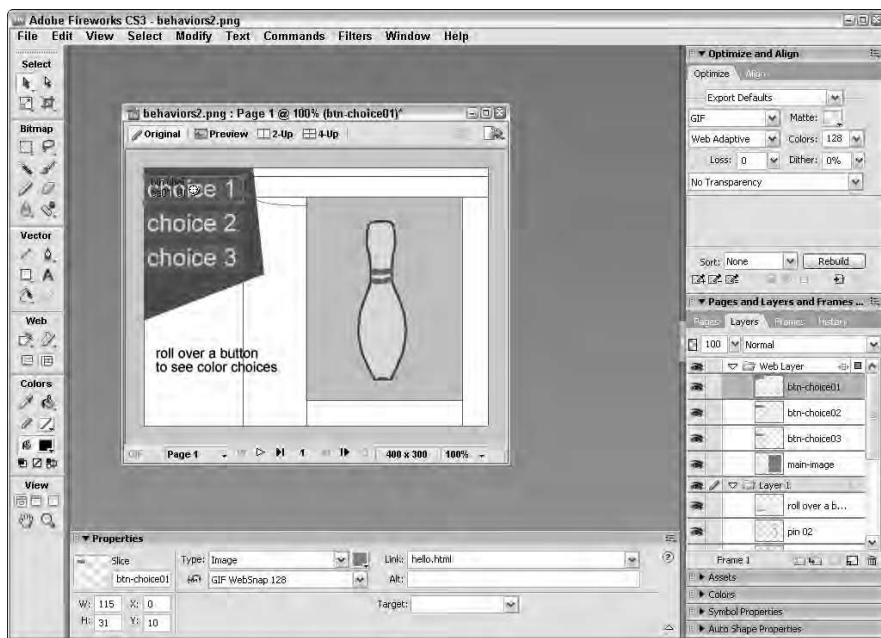 Adobe Fireworks CS3 - behaviors2.png
File Edit View Select Modify Text Commands Filters Window Help
Select
Bitmap
Vector
Web
Colors
View
behaviors2.png : Page 1 @ 100% (btn-choice01)*
Original Preview 2-Up 4-Up
choice 1
choice 2
choice 3
roll over a button
to see color choices
GIF Page 1 1 400 x 300 100%
Optimize and Align
Optimize Align
Export Defaults
GIF Matte:
Web Adaptive Colors: 128
Loss: 0 Dither: 0%
No Transparency
Sort: None Rebuild
Pages and Layers and Frames ...
Pages Layers Frames History
100 Normal
Web Layer
btn-choice01
btn-choice02
btn-choice03
main-image
Layer 1
roll over a b...
pin 02
Frame 1
Assets
Colors
Symbol Properties
Auto Shape Properties
Properties
Slice Type: Image Link: hello.html
btn-choice01 GIF WebSnap 128 Alt:
W: 115 X: 0 Target:
H: 31 Y: 10